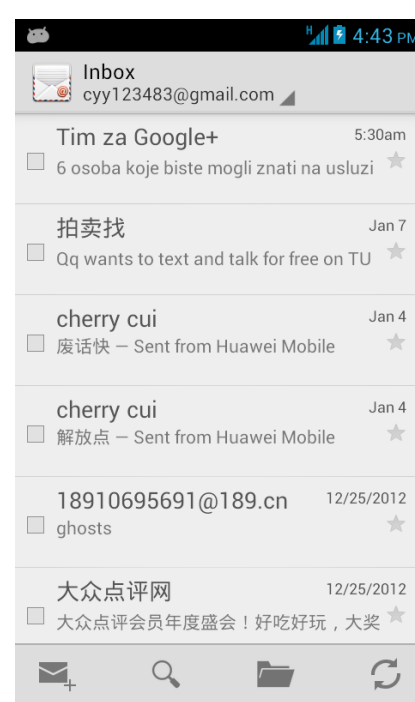 H 4:43 PM
Inbox
cyy123483@gmail.com
Tim za Google+ 5:30am
6 osoba koje biste mogli znati na usluzi
拍卖找 Jan 7
Qq wants to text and talk for free on TU
cherry cui Jan 4
废话快 — Sent from Huawei Mobile
cherry cui Jan 4
解放点 — Sent from Huawei Mobile
18910695691@189.cn 12/25/2012
ghosts
大众点评网 12/25/2012
大众点评会员年度盛会！好吃好玩，大奖